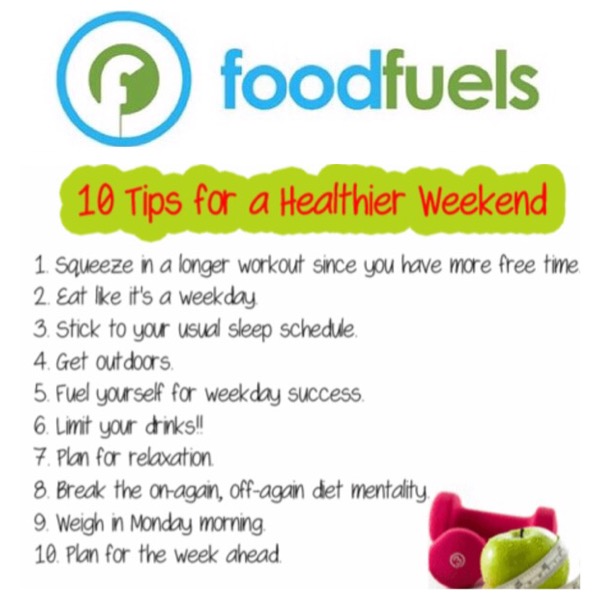 foodfuels
10 Tips for a Healthier Weekend
1. Squeeze in a longer workout since you have more free time.
2. Eat like it's a weekday.
3. Stick to your usual sleep schedule.
4. Get outdoors.
5. Fuel yourself for weekday success.
6. Limit your drinks!!
7. Plan for relaxation.
8. Break the on-again, off-again diet mentality.
9. Weigh in Monday morning.
10. Plan for the week ahead.